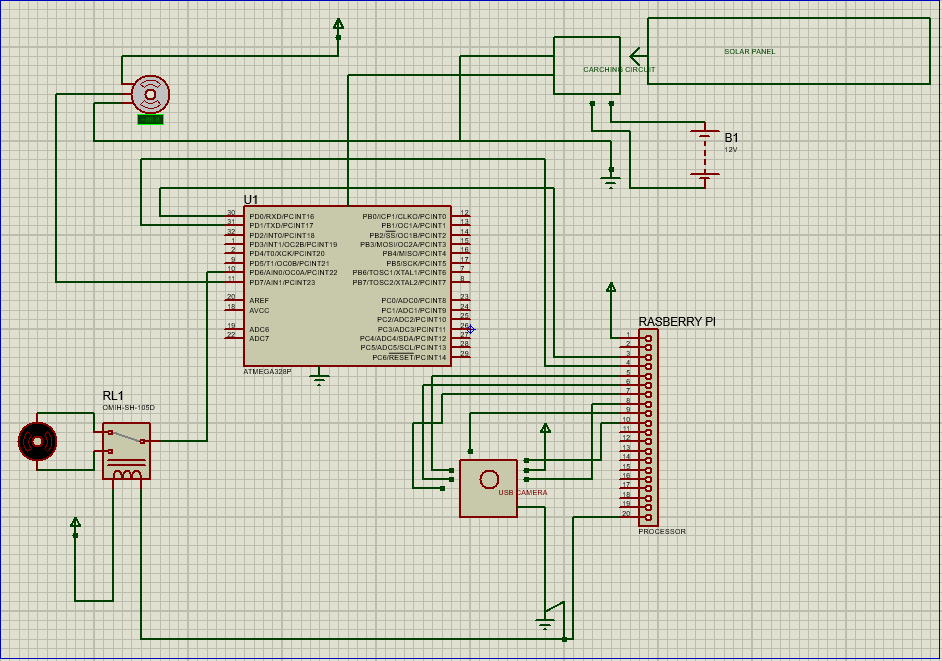 SOLAR PANEL
CARCHING CIRCUIT
B1
12V
U1
30 PD0/RXD/PCINT16 PB0/ICP1/CLKO/PCINT0 12
31 PD1/TXD/PCINT17 PB1/OC1A/PCINT1 13
32 PD2/INT0/PCINT18 PB2/SS/OC1B/PCINT2 14
1 PD3/INT1/OC2B/PCINT19 PB3/MOSI/OC2A/PCINT3 15
2 PD4/T0/XCK/PCINT20 PB4/MISO/PCINT4 16
9 PD5/T1/OC0B/PCINT21 PB5/SCK/PCINT5 17
10 PD6/AIN0/OC0A/PCINT22 PB6/TOSC1/XTAL1/PCINT6 7
11 PD7/AIN1/PCINT23 PB7/TOSC2/XTAL2/PCINT7 8
20 AREF PC0/ADC0/PCINT8 23
18 AVCC PC1/ADC1/PCINT9 24
PC2/ADC2/PCINT10 25
19 ADC6 PC3/ADC3/PCINT11 26
22 ADC7 PC4/ADC4/SDA/PCINT12 27
PC5/ADC5/SCL/PCINT13 28
PC6/RESET/PCINT14 29
ATMEGA328P
RASBERRY PI
1
2
3
4
5
6
7
8
9
10
11
12
13
14
15
16
17
18
19
20
PROCESSOR
RL1
OMIH-SH-105D
USB CAMERA